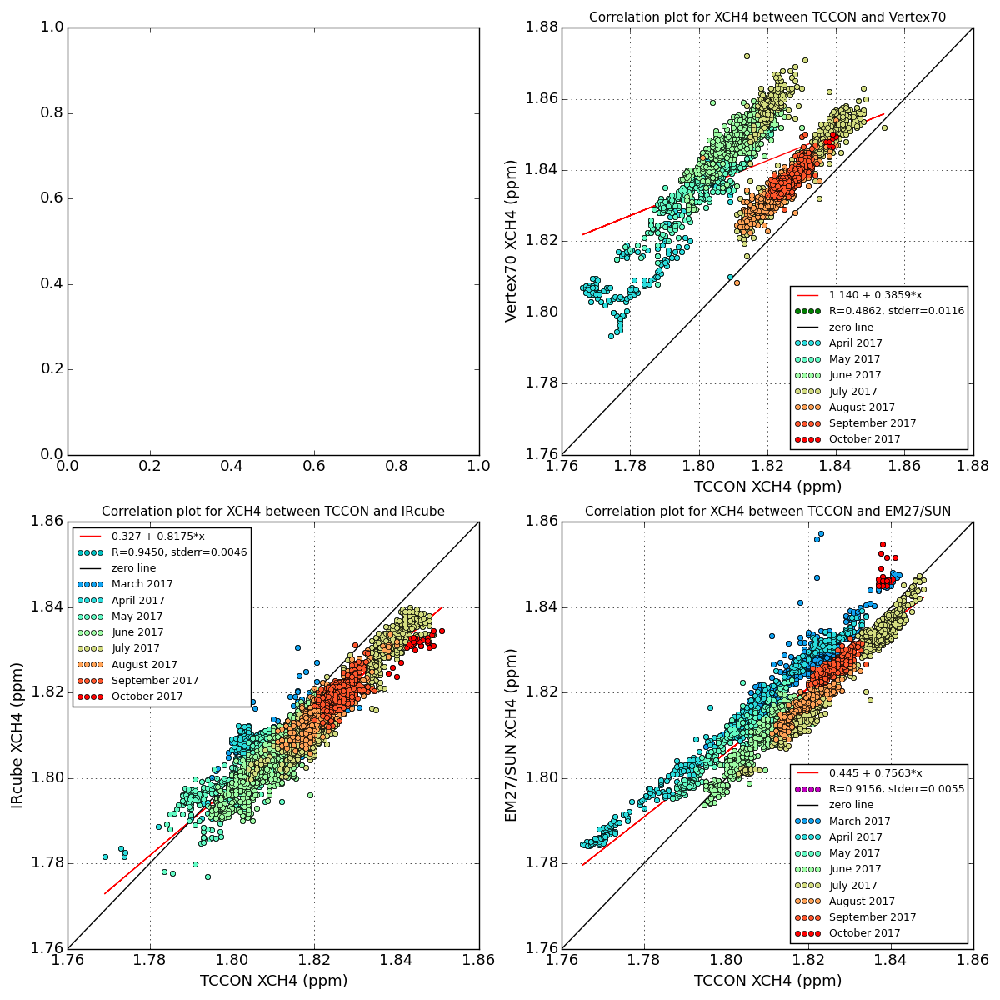 1.0
0.8
0.6
0.4
0.2
0.0
0.0 0.2 0.4 0.6 0.8 1.0
Correlation plot for XCH4 between TCCON and Vertex70
Vertex70 XCH4 (ppm)
1.88
1.86
1.84
1.82
1.80
1.78
1.76
1.140 + 0.3859*x
R=0.4862, stderr=0.0116
zero line
April 2017
May 2017
June 2017
July 2017
August 2017
September 2017
October 2017
1.76 1.78 1.80 1.82 1.84 1.86 1.88
TCCON XCH4 (ppm)
Correlation plot for XCH4 between TCCON and IRcube
IRcube XCH4 (ppm)
1.86
1.84
1.82
1.80
1.78
1.76
0.327 + 0.8175*x
R=0.9450, stderr=0.0046
zero line
March 2017
April 2017
May 2017
June 2017
July 2017
August 2017
September 2017
October 2017
1.76 1.78 1.80 1.82 1.84 1.86
TCCON XCH4 (ppm)
Correlation plot for XCH4 between TCCON and EM27/SUN
EM27/SUN XCH4 (ppm)
1.86
1.84
1.82
1.80
1.78
1.76
0.445 + 0.7563*x
R=0.9156, stderr=0.0055
zero line
March 2017
April 2017
May 2017
June 2017
July 2017
August 2017
September 2017
October 2017
1.76 1.78 1.80 1.82 1.84 1.86
TCCON XCH4 (ppm)